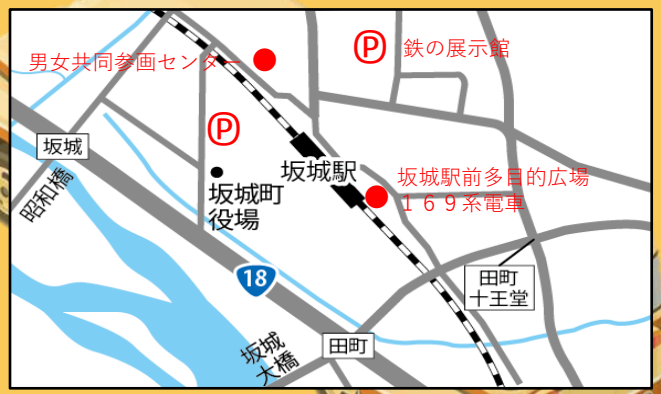 男女共同参画センター
Ⓟ
鉄の展示館
Ⓟ
坂城
昭和橋
坂城町
役場
坂城駅
坂城駅前多目的広場
１６９系電車
18
田町
十王堂
坂城
大橋
田町